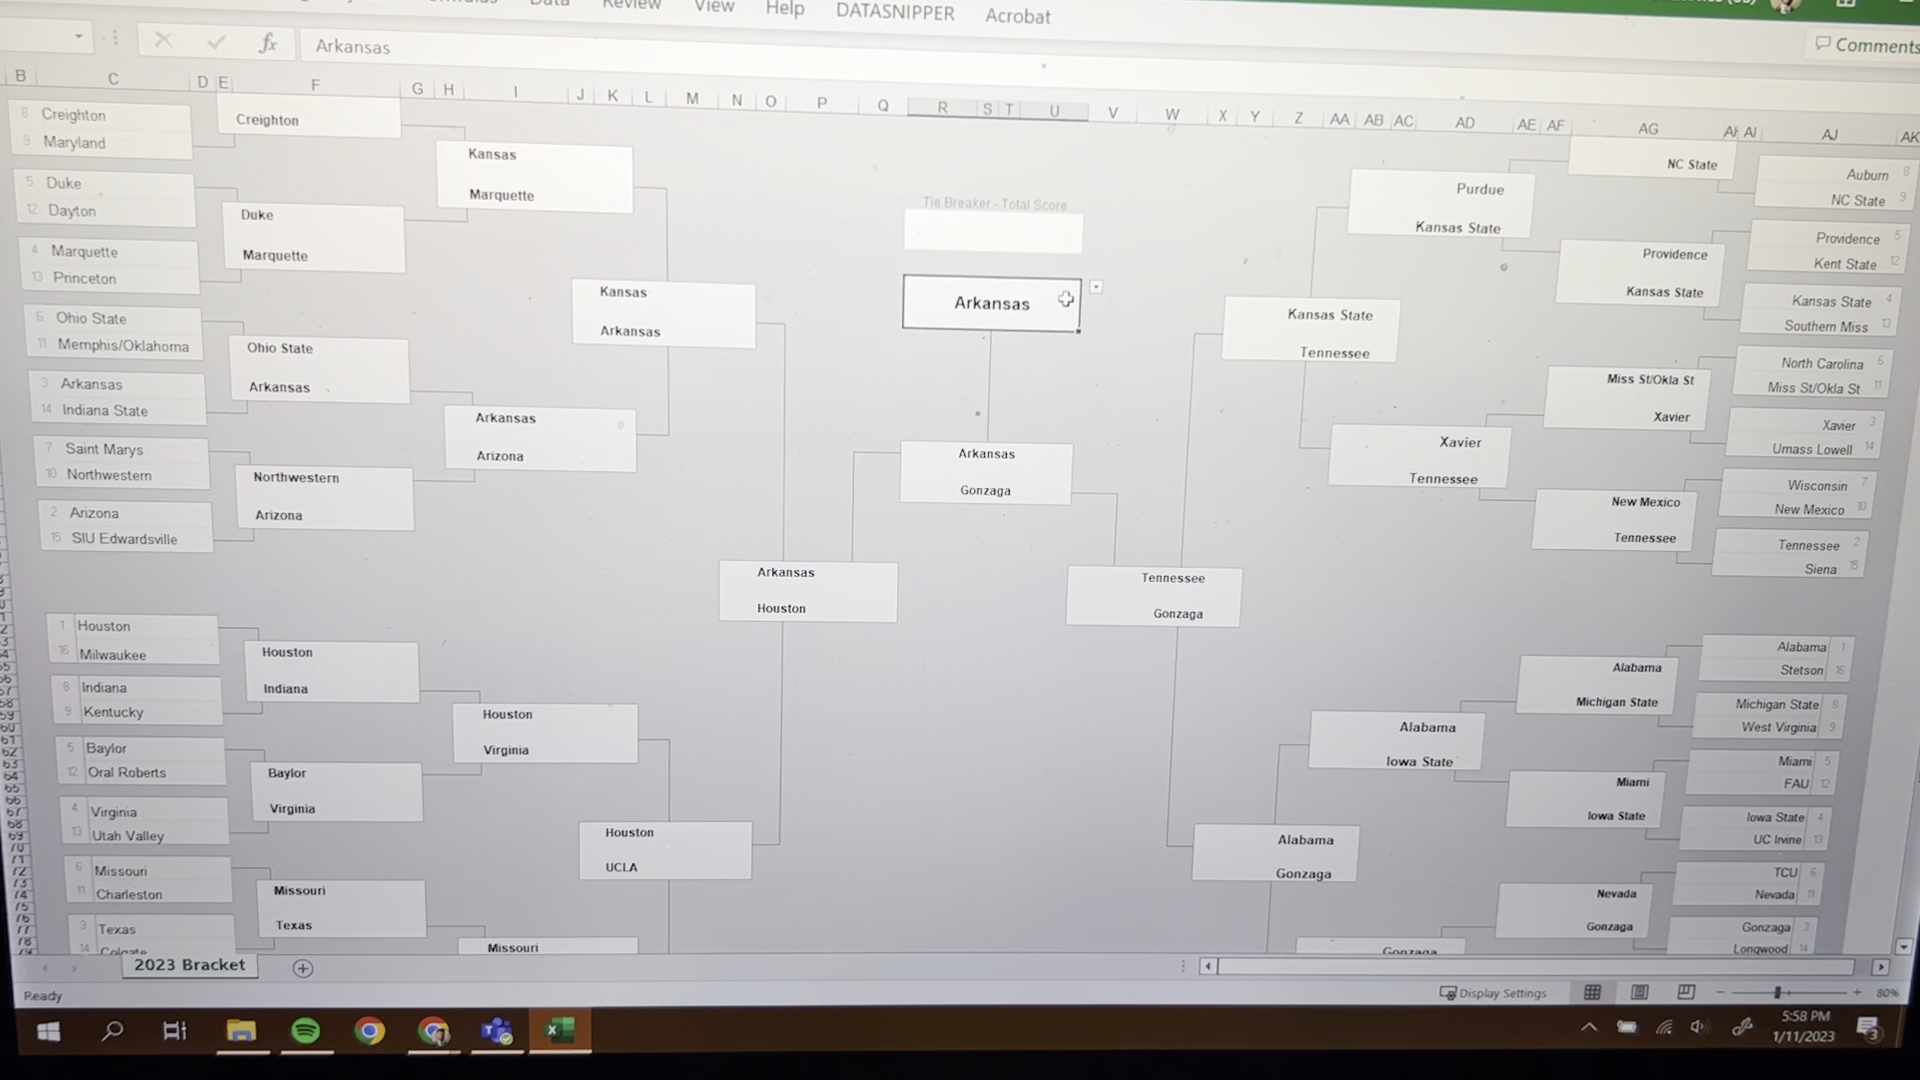 Data Review View Help DATASNIPPER Acrobat
Comments
fx Arkansas
B C D E F G H I J K L M N O P Q R S T U V W X Y Z AA AB AC AD AE AF AG AH AI AJ AK
8 Creighton
9 Maryland
5 Duke
12 Dayton
4 Marquette
13 Princeton
6 Ohio State
11 Memphis/Oklahoma
3 Arkansas
14 Indiana State
7 Saint Marys
10 Northwestern
2 Arizona
15 SIU Edwardsville
1 Houston
16 Milwaukee
8 Indiana
9 Kentucky
5 Baylor
12 Oral Roberts
4 Virginia
13 Utah Valley
6 Missouri
11 Charleston
3 Texas
14 Colgate
Creighton
Duke
Marquette
Ohio State
Arkansas
Northwestern
Arizona
Houston
Indiana
Baylor
Virginia
Missouri
Texas
Kansas
Marquette
Arkansas
Arizona
Houston
Virginia
Missouri
Kansas
Arkansas
Houston
UCLA
Arkansas
Houston
Tie Breaker - Total Score
Arkansas
Arkansas
Gonzaga
Tennessee
Gonzaga
Kansas State
Tennessee
Alabama
Gonzaga
Purdue
Kansas State
Xavier
Tennessee
Alabama
Iowa State
Gonzaga
NC State
Providence
Kansas State
Miss St/Okla St
Xavier
New Mexico
Tennessee
Alabama
Michigan State
Miami
Iowa State
Nevada
Gonzaga
Auburn 8
NC State 9
Providence 5
Kent State 12
Kansas State 4
Southern Miss 13
North Carolina 6
Miss St/Okla St 11
Xavier 3
Umass Lowell 14
Wisconsin 7
New Mexico 10
Tennessee 2
Siena 15
Alabama 1
Stetson 16
Michigan State 8
West Virginia 9
Miami 5
FAU 12
Iowa State 4
UC Irvine 13
TCU 6
Nevada 11
Gonzaga 3
Longwood 14
2023 Bracket
Ready
Display Settings
80%
5:58 PM
1/11/2023
3